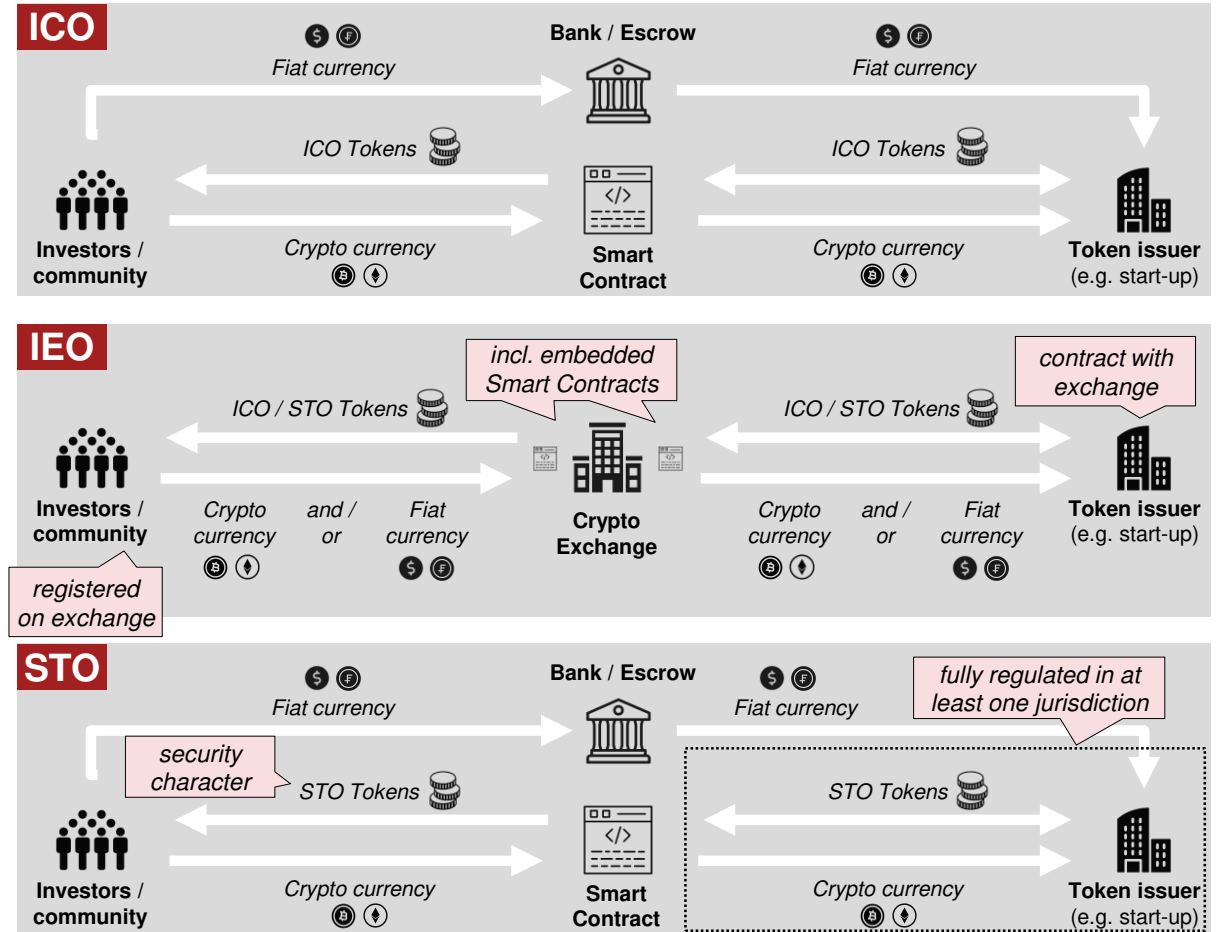 ICO
Bank / Escrow
Fiat currency
Fiat currency
ICO Tokens
ICO Tokens
</>
Investors /
community
Crypto currency
Smart
Contract
Crypto currency
Token issuer
(e.g. start-up)
IEO
incl. embedded
Smart Contracts
contract with
exchange
ICO / STO Tokens
ICO / STO Tokens
Investors /
community
Crypto
currency
and /
or
Fiat
currency
Crypto
Exchange
Crypto
currency
and /
or
Fiat
currency
Token issuer
(e.g. start-up)
registered
on exchange
STO
Bank / Escrow
fully regulated in at
least one jurisdiction
Fiat currency
Fiat currency
security
character
STO Tokens
STO Tokens
</>
Investors /
community
Crypto currency
Smart
Contract
Crypto currency
Token issuer
(e.g. start-up)